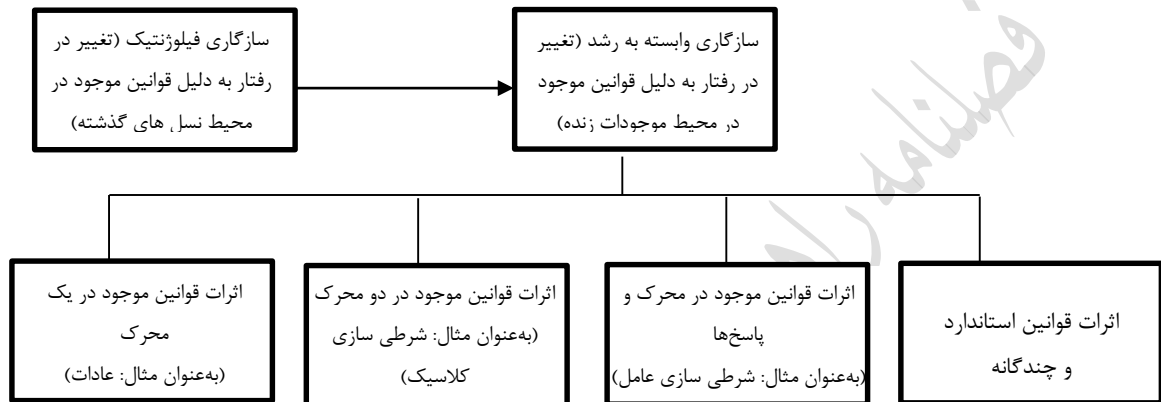 سازگاری وابسته به رشد (تغییر
در رفتار به دلیل قوانین موجود
در محیط موجودات زنده)
سازگاری فیلوژنتیک (تغییر در
رفتار به دلیل قوانین موجود در
محیط نسل های گذشته)
اثرات قوانین استاندارد
و چندگانه
اثرات قوانین موجود در محرک و
پاسخ‌ها
(به‌عنوان مثال: شرطی سازی عامل)
اثرات قوانین موجود در دو محرک
(به‌عنوان مثال: شرطی سازی
کلاسیک)
اثرات قوانین موجود در یک
محرک
(به‌عنوان مثال: عادات)
فصلنامه